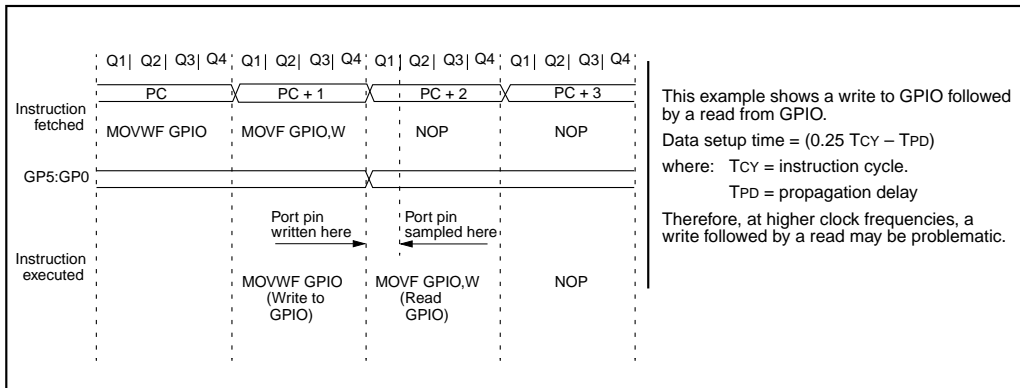 Q1| Q2| Q3| Q4 Q1| Q2| Q3| Q4 Q1| Q2| Q3| Q4 Q1| Q2| Q3| Q4
PC PC + 1 PC + 2 PC + 3
Instruction
fetched
MOVWF GPIO MOVF GPIO,W NOP NOP
GP5:GP0
Port pin
written here
Port pin
sampled here
Instruction
executed
MOVWF GPIO
(Write to
GPIO)
MOVF GPIO,W
(Read
GPIO)
NOP
This example shows a write to GPIO followed
by a read from GPIO.
Data setup time = (0.25 TCY – TPD)
where: TCY = instruction cycle.
TPD = propagation delay
Therefore, at higher clock frequencies, a
write followed by a read may be problematic.